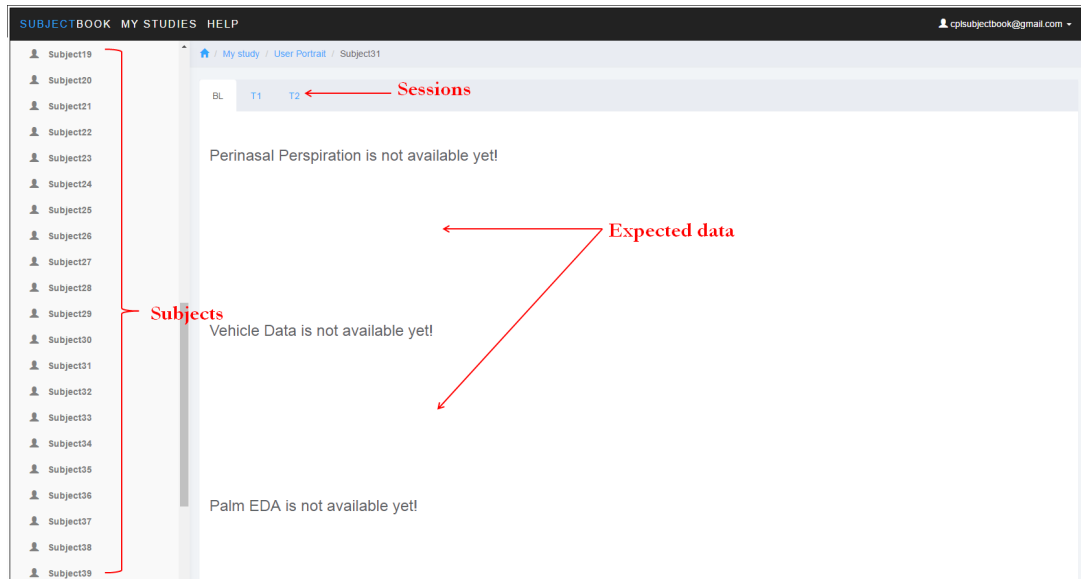 SUBJECTBOOK MY STUDIES HELP
cplsubjectbook@gmail.com
/ My study / User Portrait / Subject31
BL T1 T2
Sessions
Subject19
Subject20
Subject21
Subject22
Subject23
Subject24
Subject25
Subject26
Subject27
Subject28
Subject29
Subject30
Subject31
Subject32
Subject33
Subject34
Subject35
Subject36
Subject37
Subject38
Subject39
Subjects
Perinasal Perspiration is not available yet!
Expected data
Vehicle Data is not available yet!
Palm EDA is not available yet!